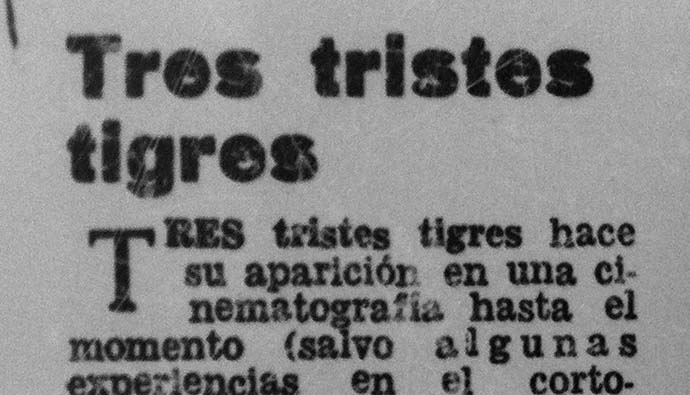 Tres tristes
tigres
TRES tristes tigres hace
su aparición en una ci-
nematografía hasta el
momento (salvo algunas
experiencias en el corto-